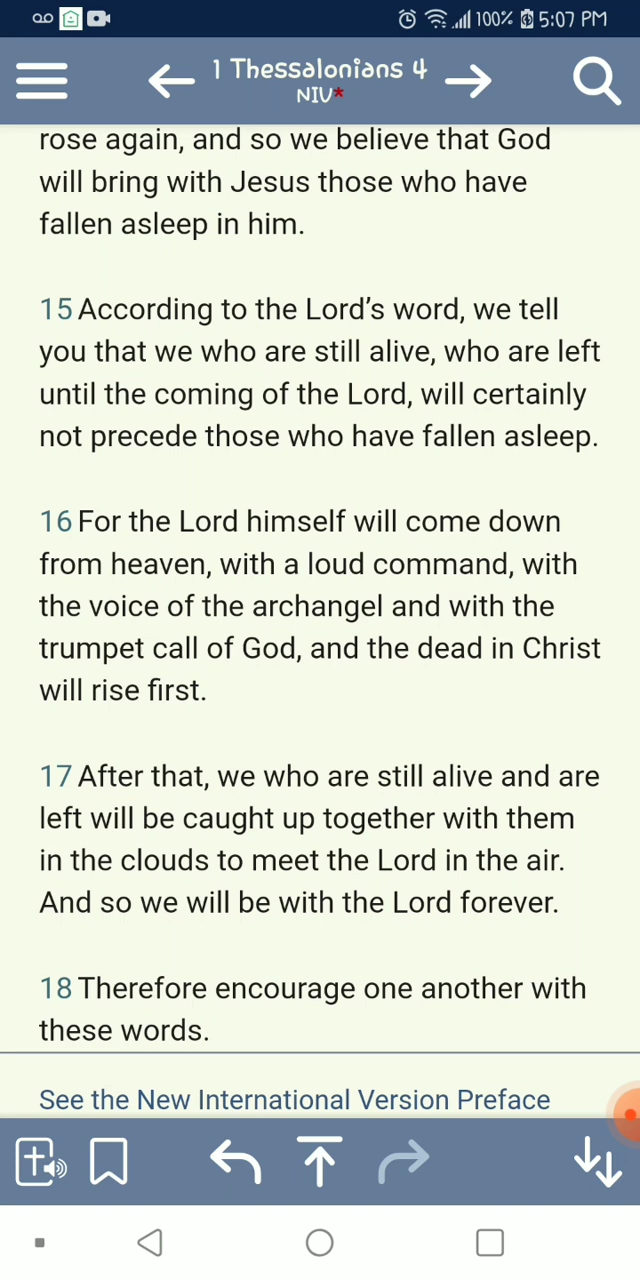 100% 5:07 PM
1 Thessalonians 4
NIV*
rose again, and so we believe that God
will bring with Jesus those who have
fallen asleep in him.
15 According to the Lord’s word, we tell
you that we who are still alive, who are left
until the coming of the Lord, will certainly
not precede those who have fallen asleep.
16 For the Lord himself will come down
from heaven, with a loud command, with
the voice of the archangel and with the
trumpet call of God, and the dead in Christ
will rise first.
17 After that, we who are still alive and are
left will be caught up together with them
in the clouds to meet the Lord in the air.
And so we will be with the Lord forever.
18 Therefore encourage one another with
these words.
See the New International Version Preface